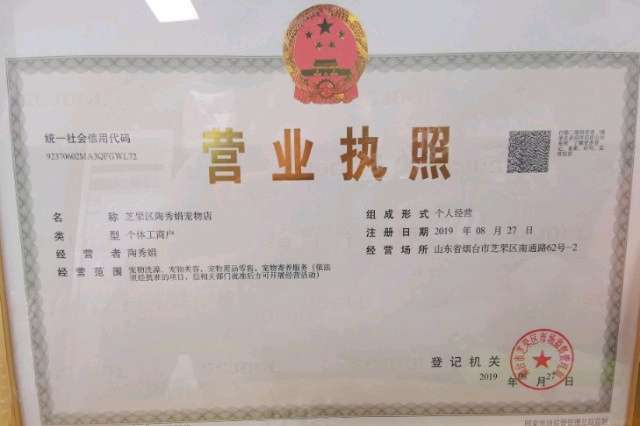 统一社会信用代码
92370602MA3QPGWL72
营业执照
名 称 芝罘区陶秀娟宠物店
类 型 个体工商户
经 营 者 陶秀娟
经 营 范 围 宠物洗澡、宠物美容、宠物用品零售、宠物寄养服务（依法
须经批准的项目，经相关部门批准后方可开展经营活动）
组 成 形 式 个人经营
注 册 日 期 2019 年 08 月 27 日
经 营 场 所 山东省烟台市芝罘区南通路62号-2
登 记 机 关
2019 年 08 月 27 日